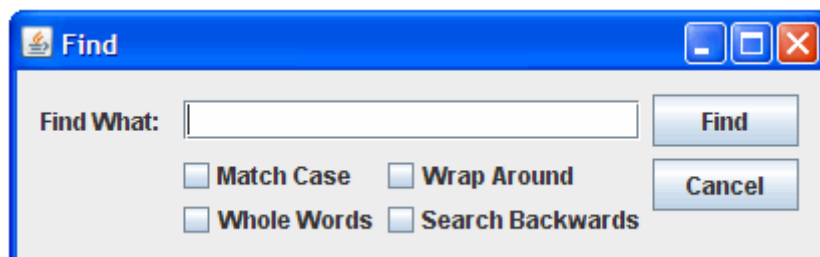 Find
Find What: Find
Match Case Wrap Around Cancel
Whole Words Search Backwards